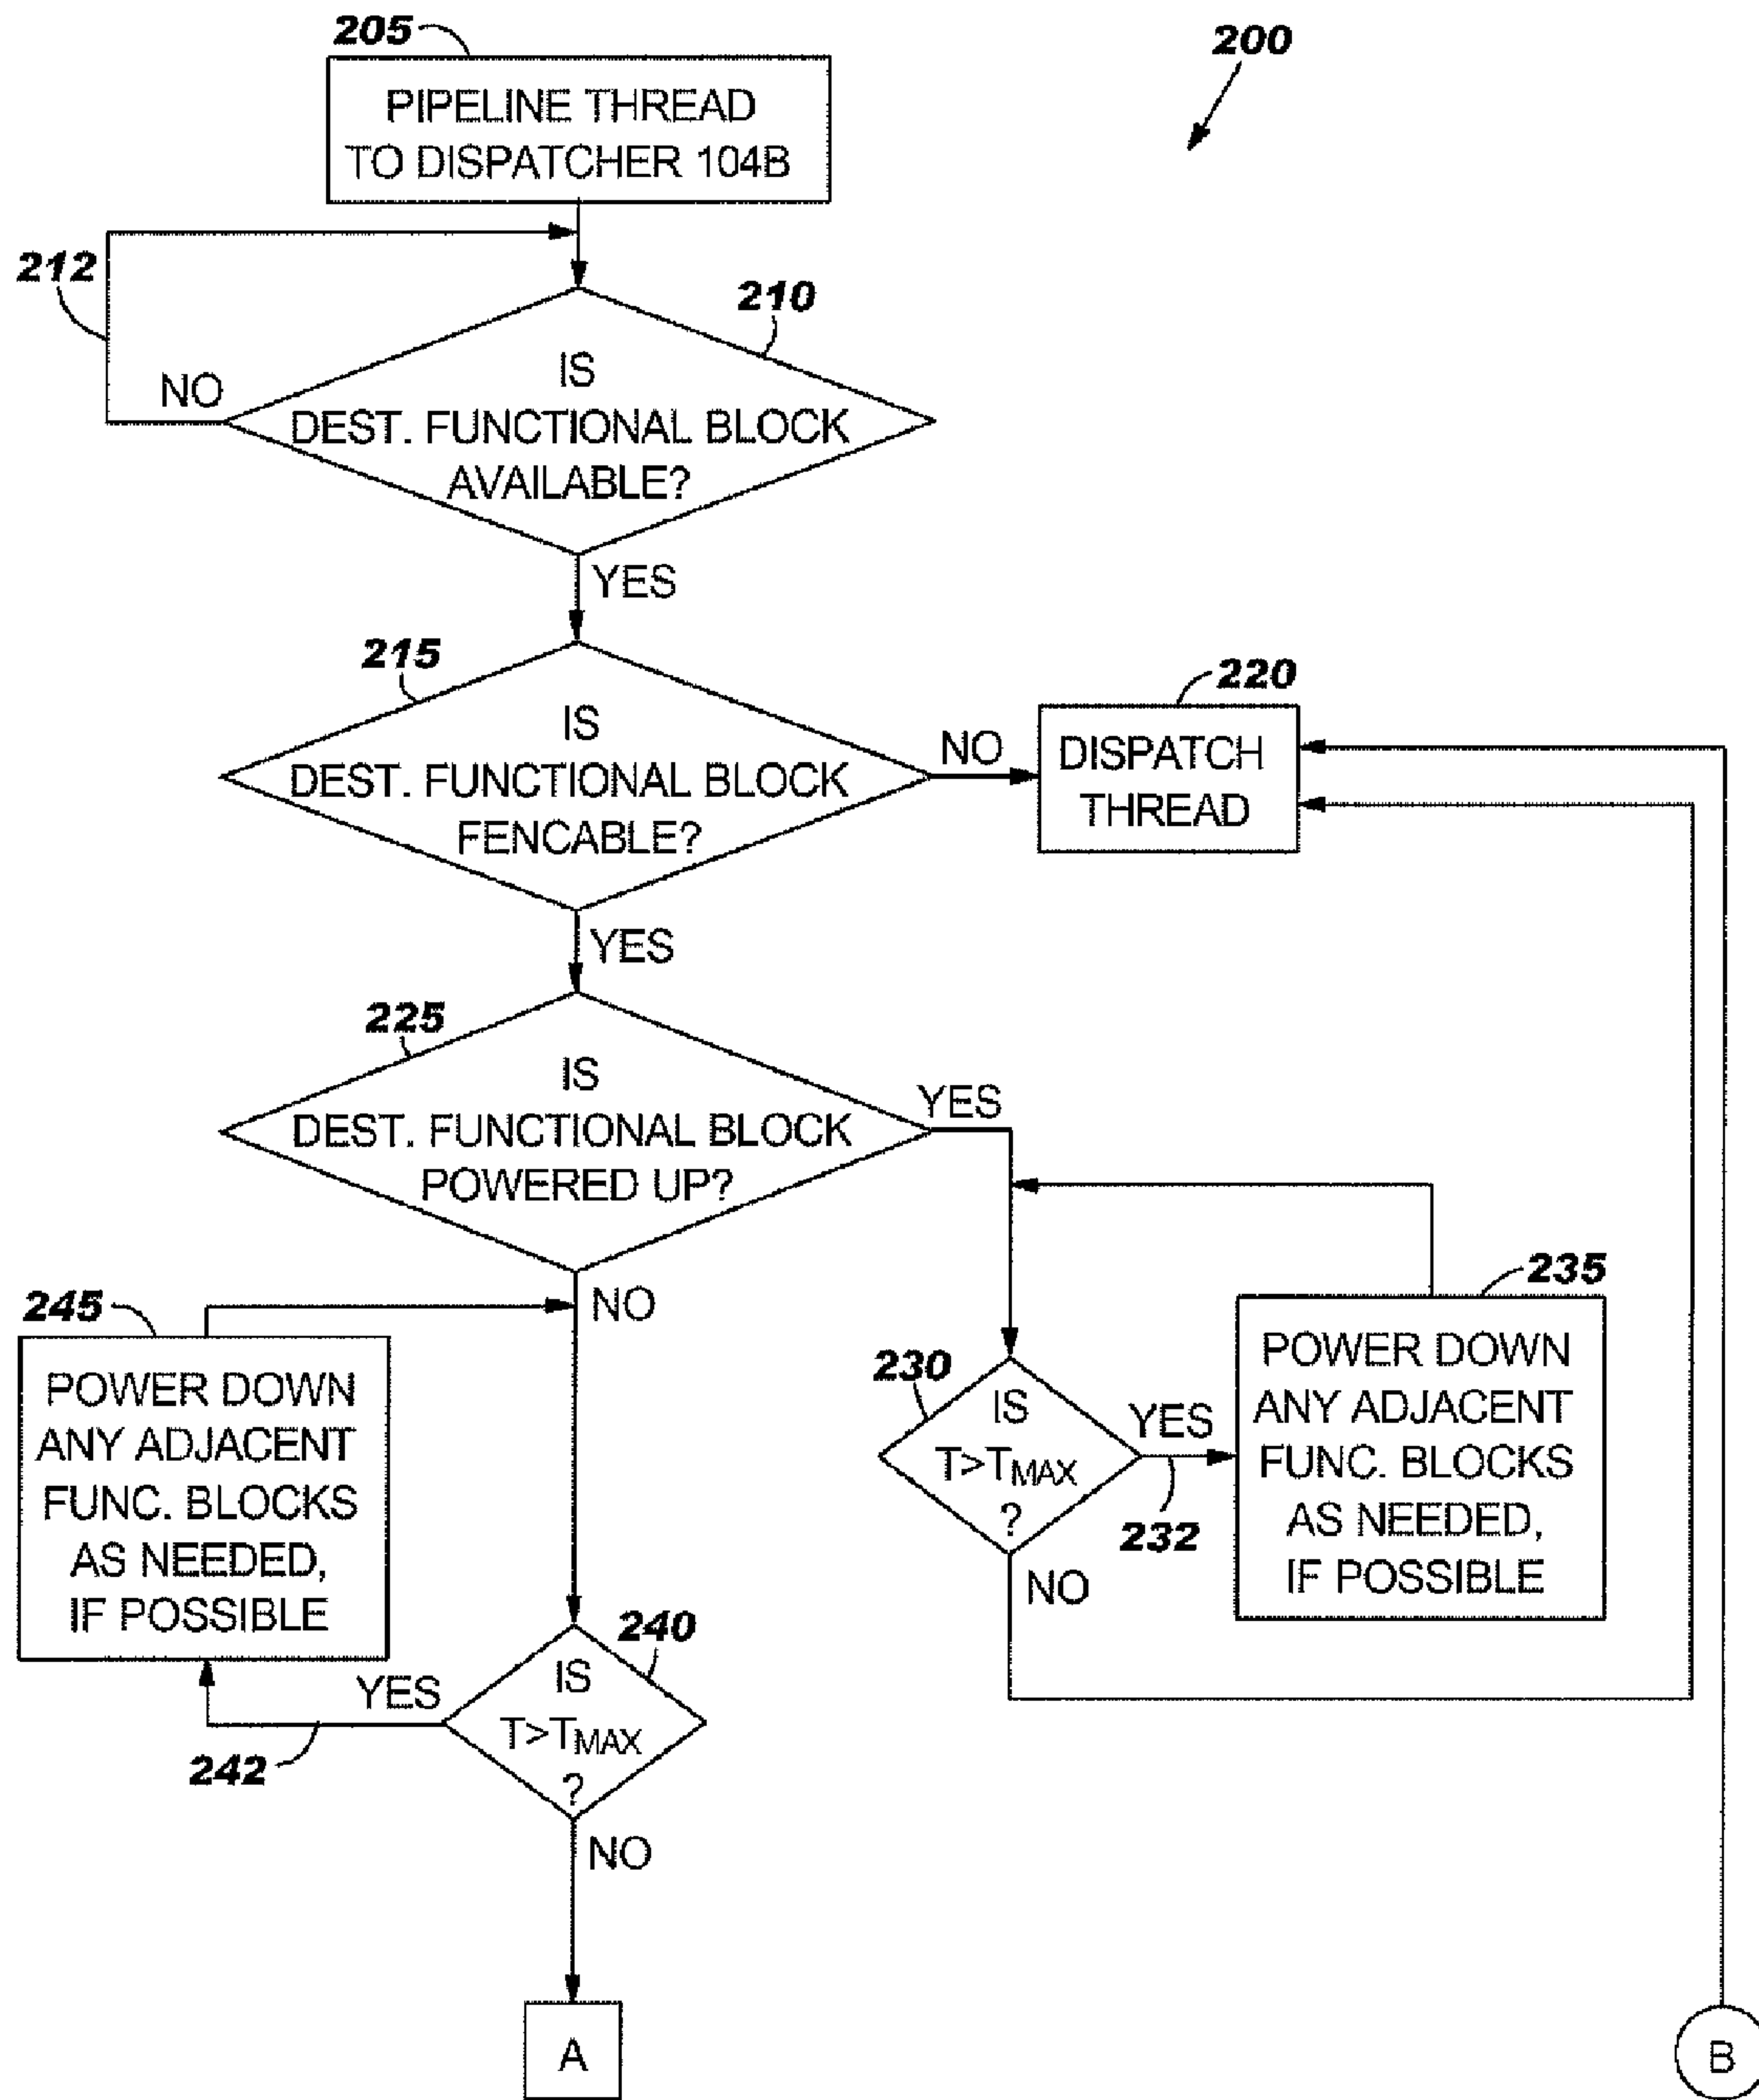 205
200
PIPELINE THREAD
TO DISPATCHER 104B
212
210
NO
IS
DEST. FUNCTIONAL BLOCK
AVAILABLE?
YES
215
220
IS
DEST. FUNCTIONAL BLOCK
FENCABLE?
NO
DISPATCH
THREAD
YES
225
IS
DEST. FUNCTIONAL BLOCK
POWERED UP?
YES
NO
245
POWER DOWN
ANY ADJACENT
FUNC. BLOCKS
AS NEEDED,
IF POSSIBLE
230
IS
T>TMAX
?
YES
232
NO
235
POWER DOWN
ANY ADJACENT
FUNC. BLOCKS
AS NEEDED,
IF POSSIBLE
240
IS
T>TMAX
?
YES
242
NO
A
B